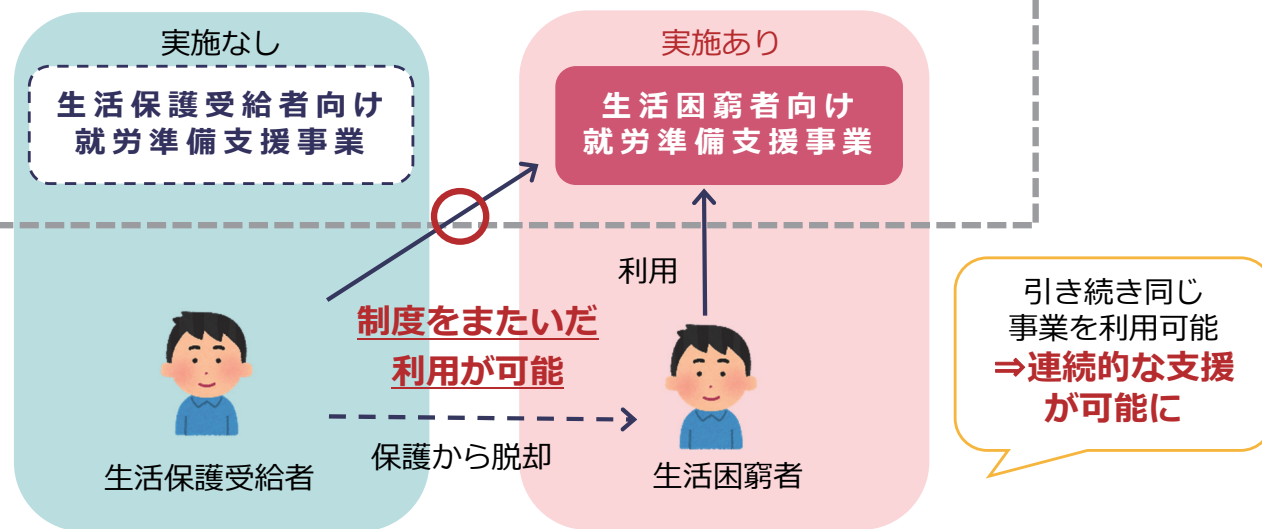 実施なし
生活保護受給者向け
就労準備支援事業
実施あり
生活困窮者向け
就労準備支援事業
利用
制度をまたいだ
利用が可能
保護から脱却
生活保護受給者
生活困窮者
引き続き同じ
事業を利用可能
⇒連続的な支援
が可能に